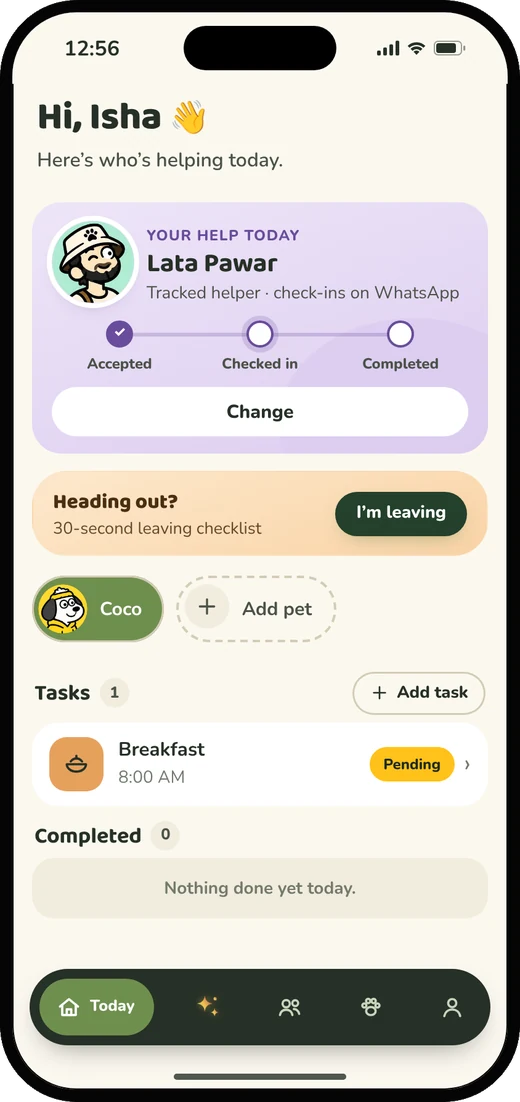 12:56
Hi, Isha 👋
Here’s who’s helping today.
YOUR HELP TODAY
Lata Pawar
Tracked helper · check-ins on WhatsApp
Accepted
Checked in
Completed
Change
Heading out?
30-second leaving checklist
I’m leaving
Coco
+ Add pet
Tasks 1
+ Add task
Breakfast
8:00 AM
Pending ›
Completed 0
Nothing done yet today.
Today